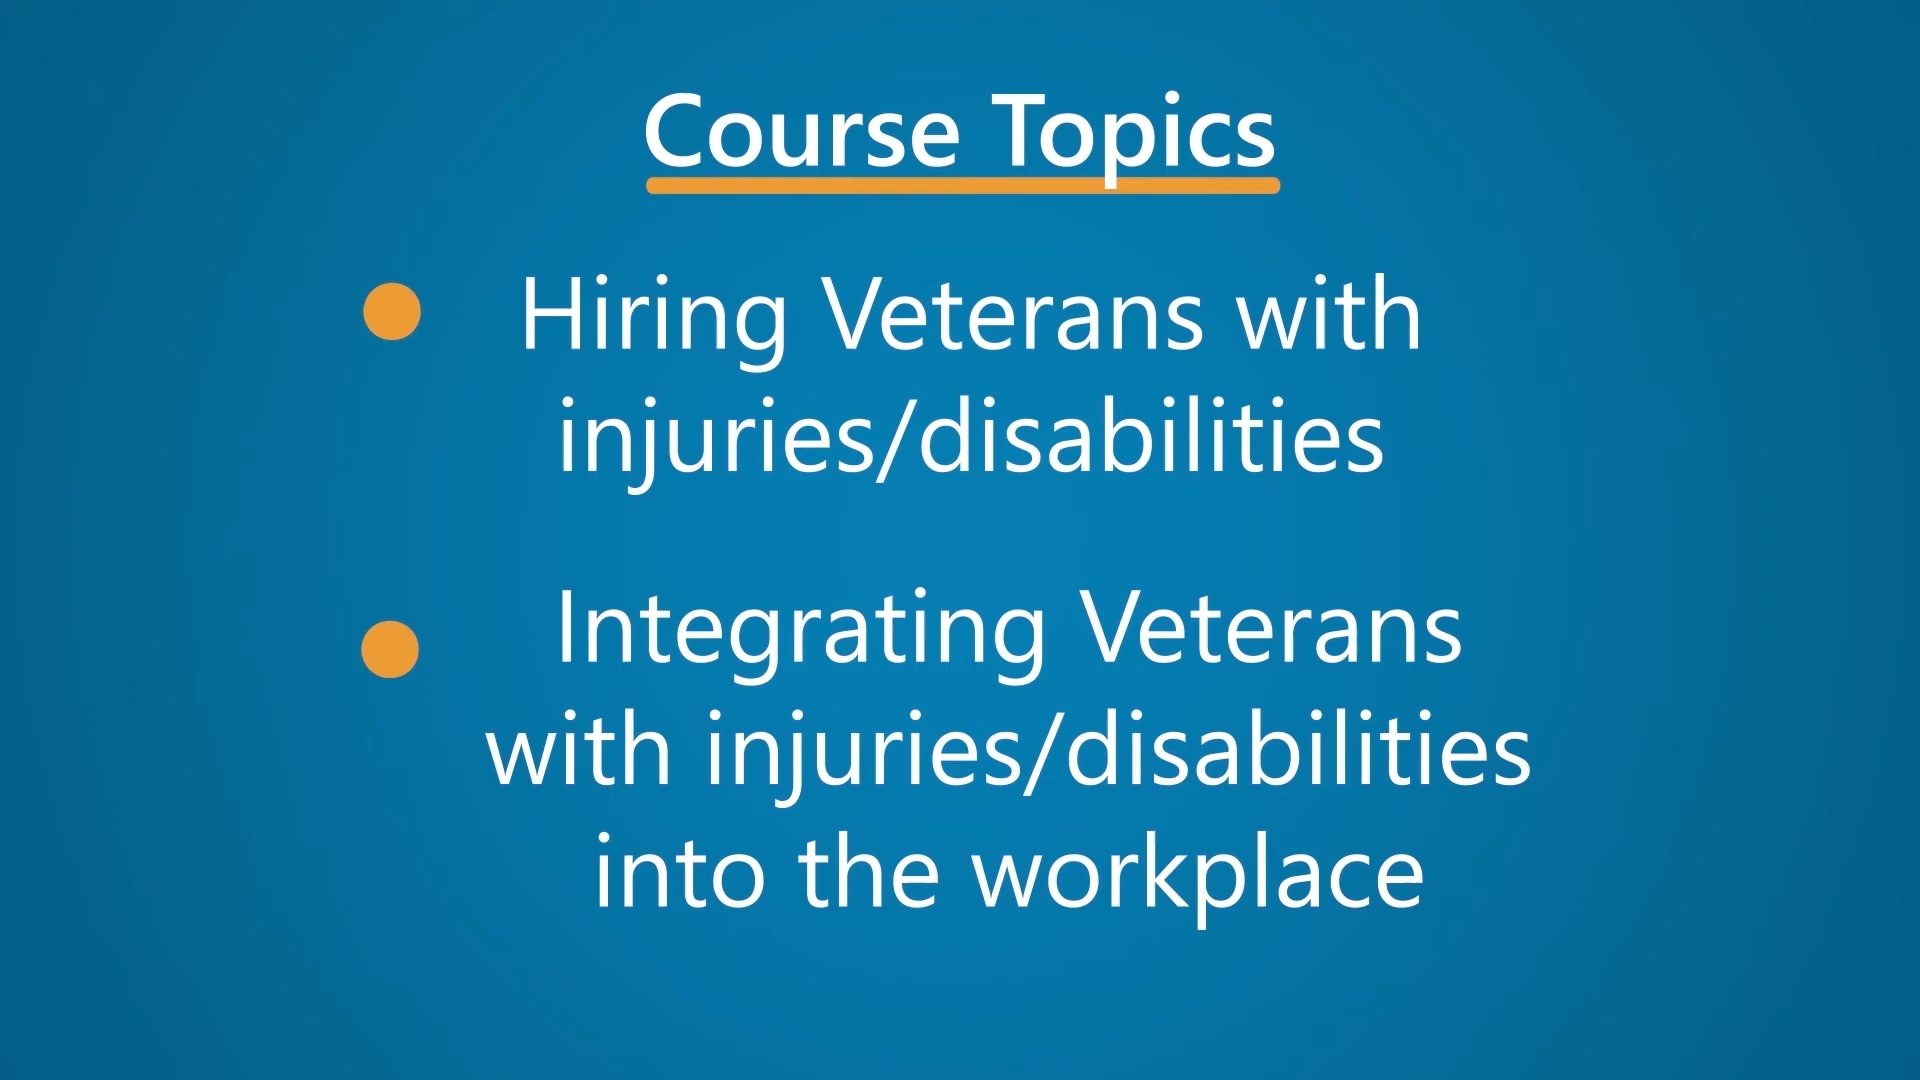 Course Topics
Hiring Veterans with
injuries/disabilities
Integrating Veterans
with injuries/disabilities
into the workplace